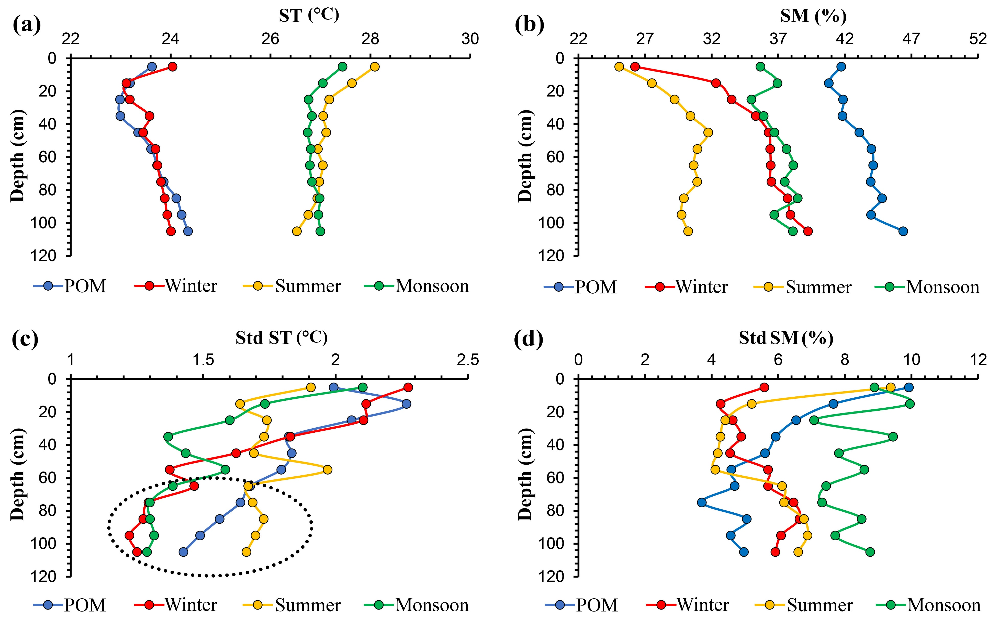 (a)
ST (°C)
22 24 26 28 30
0
20
40
60
80
100
120
Depth (cm)
POM Winter Summer Monsoon
(b)
SM (%)
22 27 32 37 42 47 52
0
20
40
60
80
100
120
Depth (cm)
POM Winter Summer Monsoon
(c)
Std ST (°C)
1 1.5 2 2.5
0
20
40
60
80
100
120
Depth (cm)
POM Winter Summer Monsoon
(d)
Std SM (%)
0 2 4 6 8 10 12
0
20
40
60
80
100
120
Depth (cm)
POM Winter Summer Monsoon